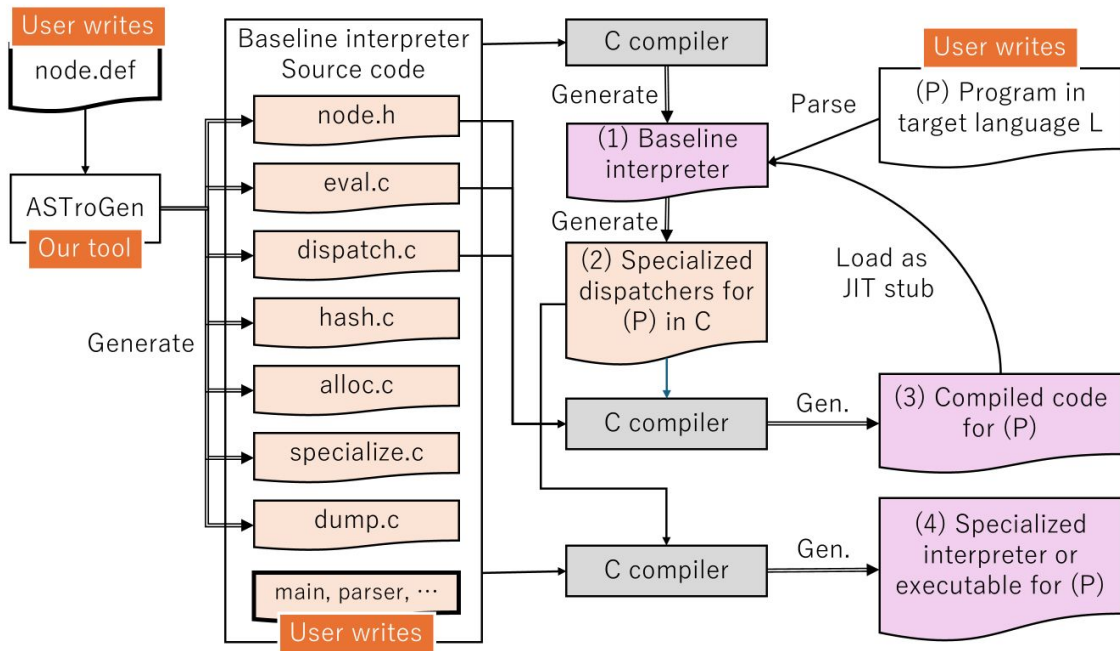 User writes
node.def
ASTroGen
Our tool
Generate
Baseline interpreter
Source code
node.h
eval.c
dispatch.c
hash.c
alloc.c
specialize.c
dump.c
main, parser, …
User writes
C compiler
Generate
(1) Baseline
interpreter
Generate
(2) Specialized
dispatchers for
(P) in C
C compiler
C compiler
User writes
(P) Program in
target language L
Parse
Load as
JIT stub
Gen.
(3) Compiled code
for (P)
Gen.
(4) Specialized
interpreter or
executable for (P)